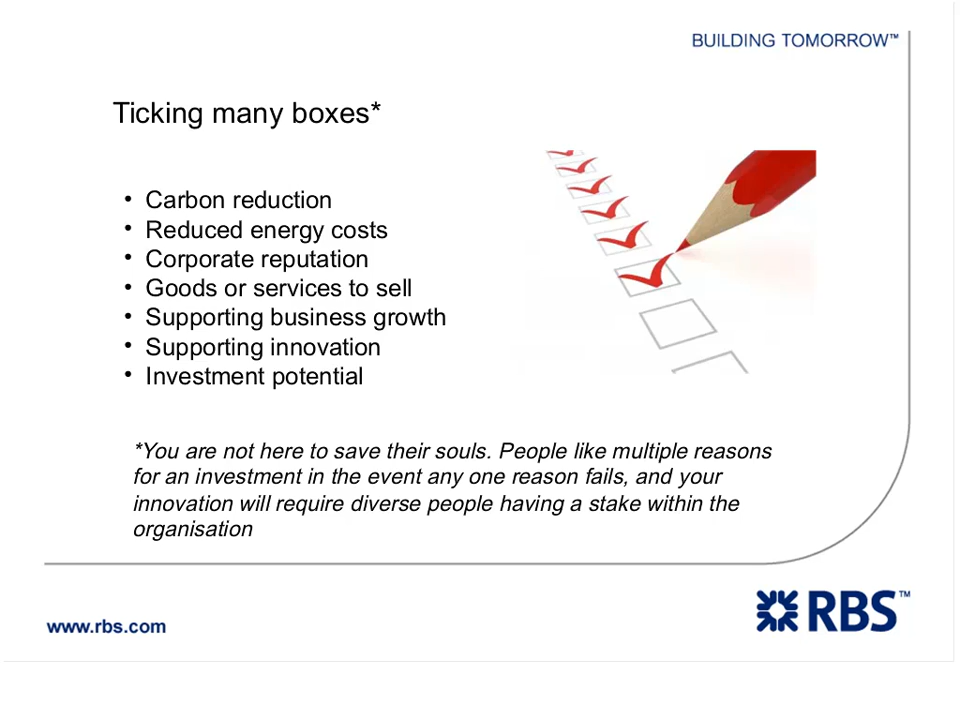 BUILDING TOMORROW™
Ticking many boxes*
• Carbon reduction
• Reduced energy costs
• Corporate reputation
• Goods or services to sell
• Supporting business growth
• Supporting innovation
• Investment potential
*You are not here to save their souls. People like multiple reasons
for an investment in the event any one reason fails, and your
innovation will require diverse people having a stake within the
organisation
RBS™
www.rbs.com